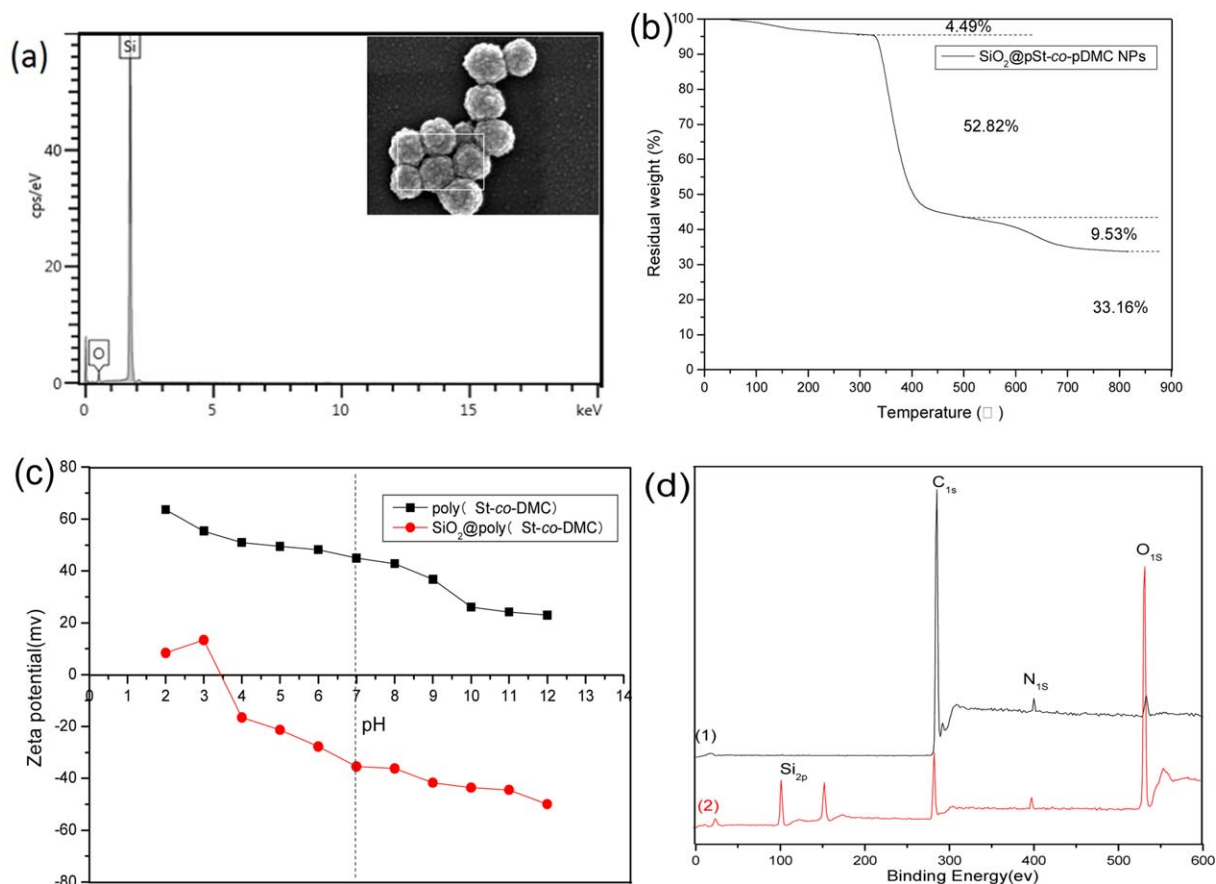 (a)
Si
40
20
0
cps/eV
O
0
5
10
15
keV
(b)
100
90
80
70
60
50
40
30
20
10
0
Residual weight (%)
4.49%
SiO2@pSt-co-pDMC NPs
52.82%
9.53%
33.16%
0 100 200 300 400 500 600 700 800 900
Temperature (□ )
(c)
80
60
40
20
0
-20
-40
-60
-80
Zeta potential(mv)
poly( St-co-DMC)
SiO2@poly( St-co-DMC)
0 1 2 3 4 5 6 7 8 9 10 11 12 13 14
pH
(d)
C1s
O1S
N1S
(1)
Si2p
(2)
0 100 200 300 400 500 600
Binding Energy(ev)